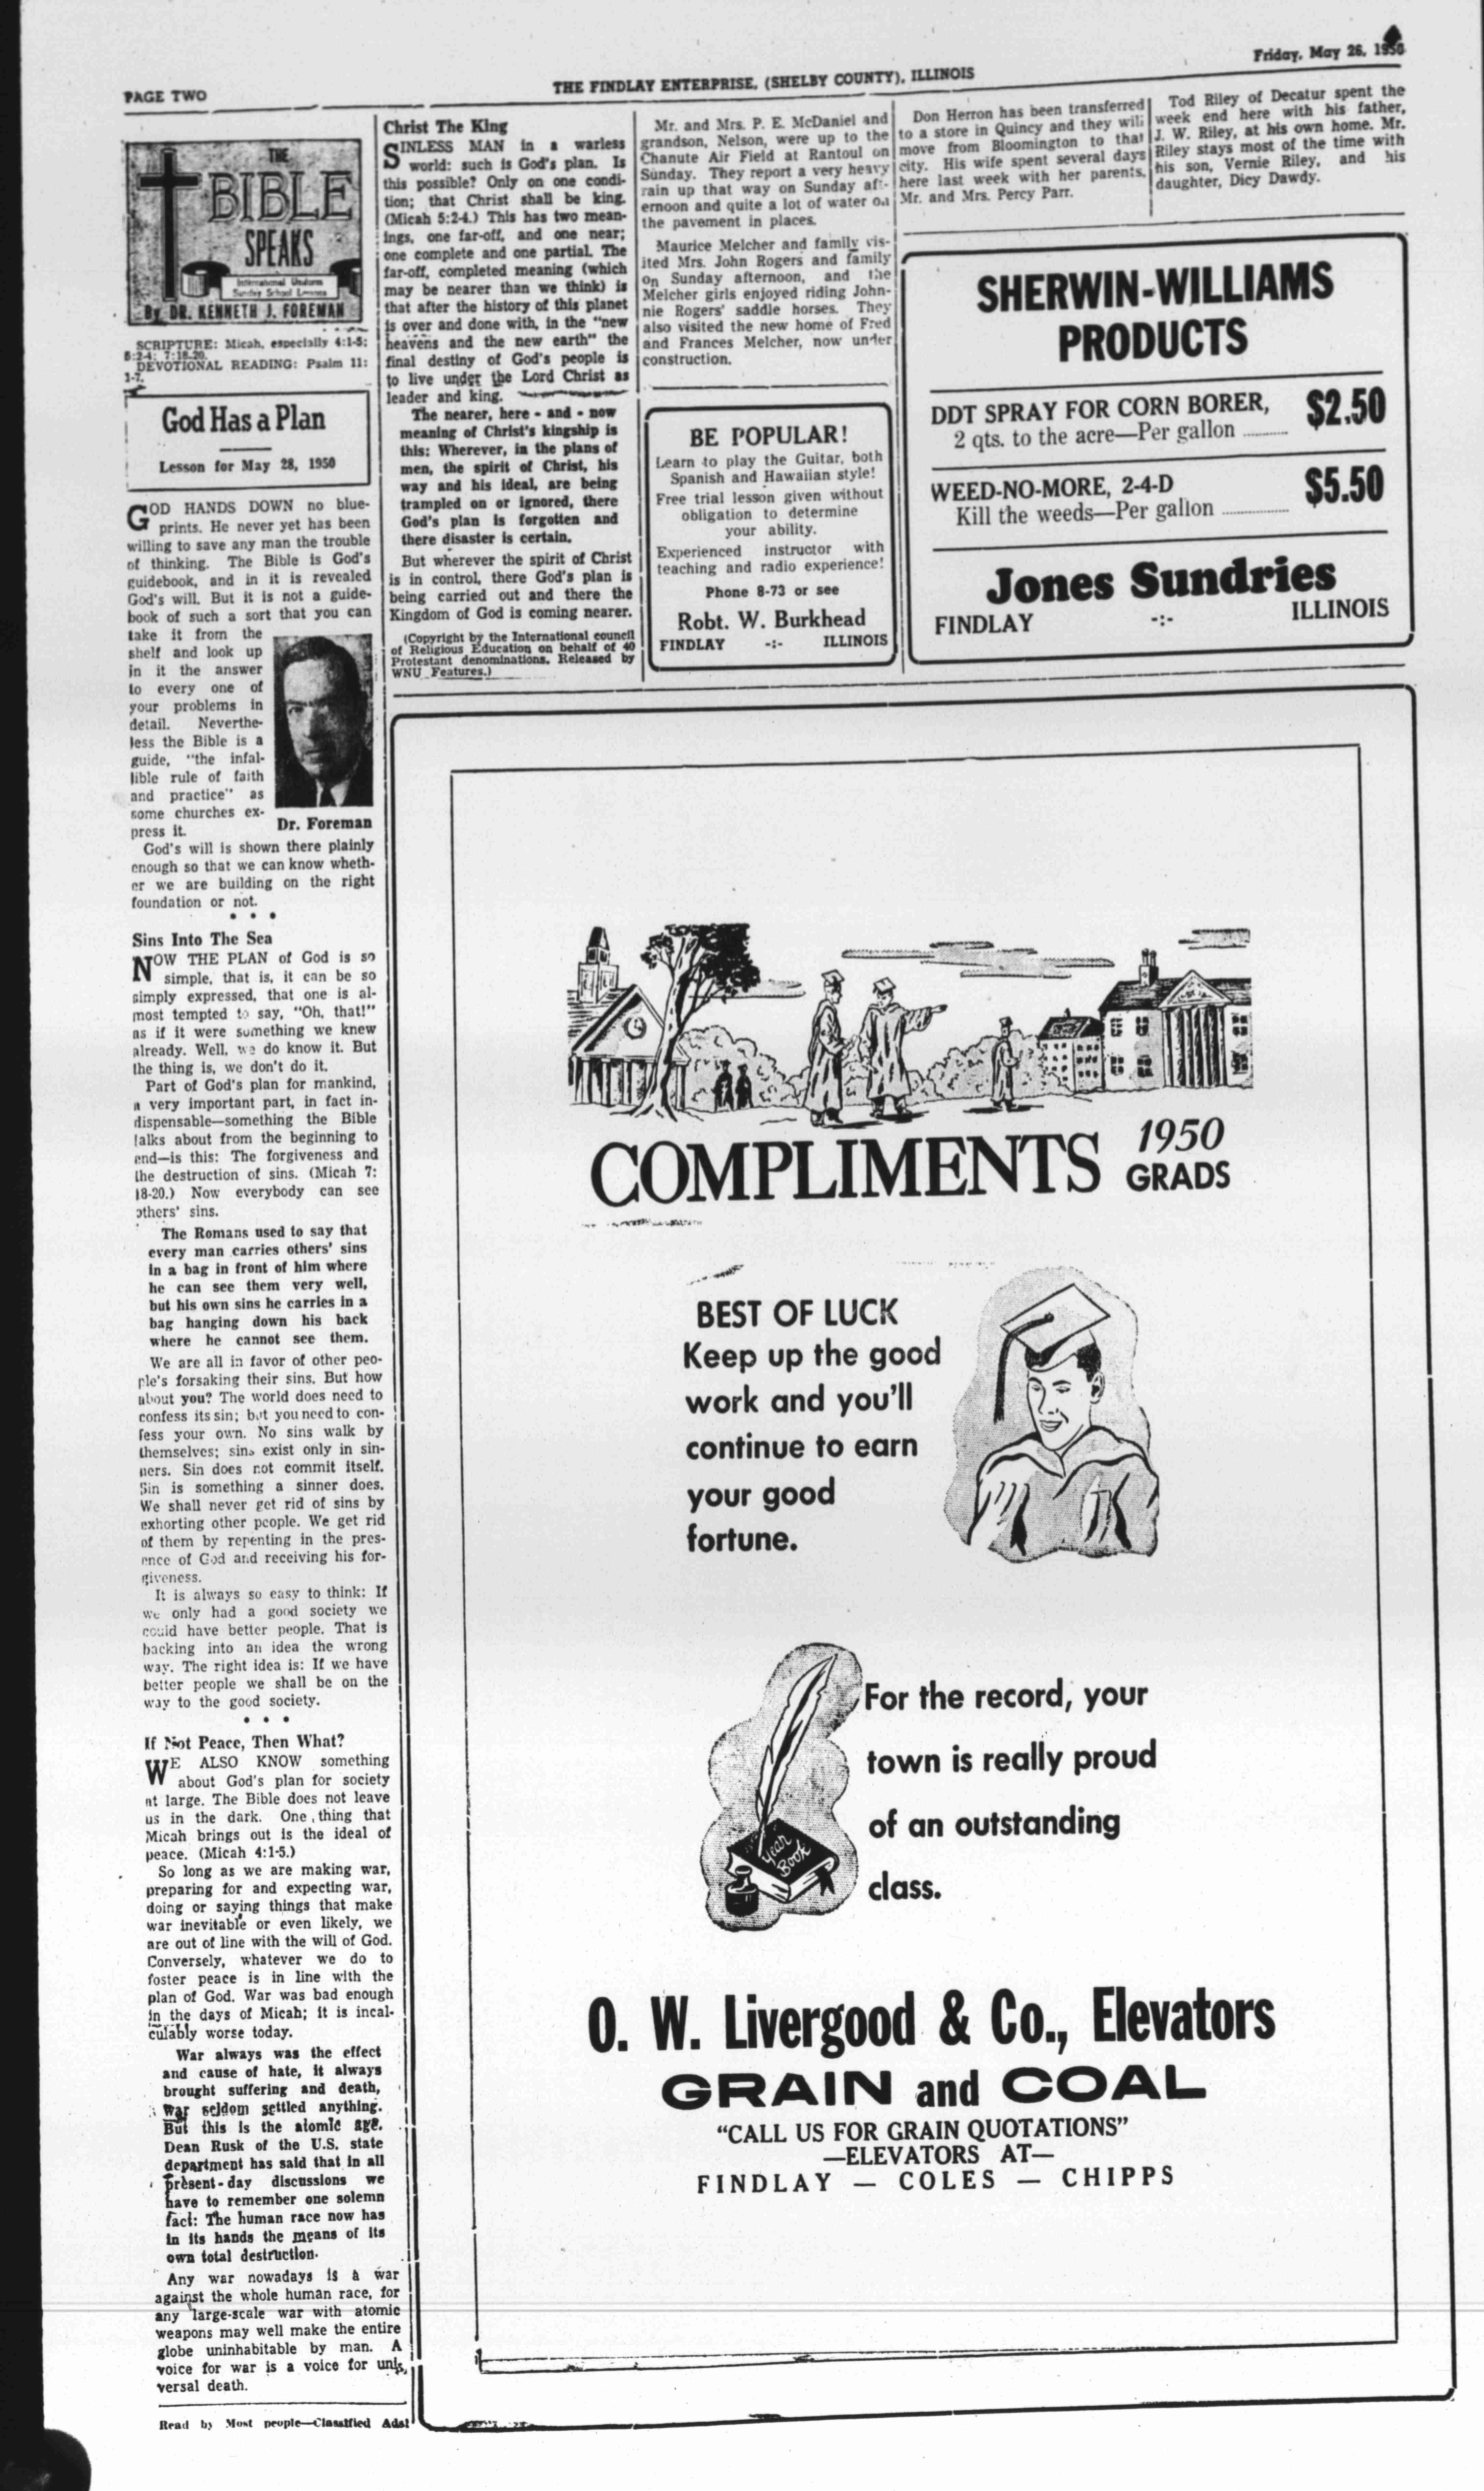 PAGE TWO
THE FINDLAY ENTERPRISE, (SHELBY COUNTY), ILLINOIS
Friday, May 26, 1950
THE
BIBLE
SPEAKS
International Uniform
Sunday School Lessons
By DR. KENNETH J. FOREMAN
SCRIPTURE: Micah, especially 4:1-5;
5:2-4; 7:18-20.
DEVOTIONAL READING: Psalm 11:
1-7.
God Has a Plan
Lesson for May 28, 1950
GOD HANDS DOWN no blue-
prints. He never yet has been
willing to save any man the trouble
of thinking. The Bible is God's
guidebook, and in it is revealed
God's will. But it is not a guide-
book of such a sort that you can
take it from the
shelf and look up
in it the answer
to every one of
your problems in
detail. Neverthe-
less the Bible is a
guide, "the infal-
lible rule of faith
and practice" as
some churches ex-
press it.
Dr. Foreman
God's will is shown there plainly
enough so that we can know wheth-
er we are building on the right
foundation or not.
• • •
Sins Into The Sea
NOW THE PLAN of God is so
simple, that is, it can be so
simply expressed, that one is al-
most tempted to say, "Oh, that!"
as if it were something we knew
already. Well, we do know it. But
the thing is, we don't do it.
Part of God's plan for mankind,
a very important part, in fact in-
dispensable—something the Bible
talks about from the beginning to
end—is this: The forgiveness and
the destruction of sins. (Micah 7:
18-20.) Now everybody can see
others' sins.
The Romans used to say that
every man carries others' sins
in a bag in front of him where
he can see them very well,
but his own sins he carries in a
bag hanging down his back
where he cannot see them.
We are all in favor of other peo-
ple's forsaking their sins. But how
about you? The world does need to
confess its sin; but you need to con-
fess your own. No sins walk by
themselves; sins exist only in sin-
ners. Sin does not commit itself.
Sin is something a sinner does.
We shall never get rid of sins by
exhorting other people. We get rid
of them by repenting in the pres-
ence of God and receiving his for-
giveness.
It is always so easy to think: If
we only had a good society we
could have better people. That is
backing into an idea the wrong
way. The right idea is: If we have
better people we shall be on the
way to the good society.
• • •
If Not Peace, Then What?
WE ALSO KNOW something
about God's plan for society
at large. The Bible does not leave
us in the dark. One thing that
Micah brings out is the ideal of
peace. (Micah 4:1-5.)
So long as we are making war,
preparing for and expecting war,
doing or saying things that make
war inevitable or even likely, we
are out of line with the will of God.
Conversely, whatever we do to
foster peace is in line with the
plan of God. War was bad enough
in the days of Micah; it is incal-
culably worse today.
War always was the effect
and cause of hate, it always
brought suffering and death,
war seldom settled anything.
But this is the atomic age.
Dean Rusk of the U.S. state
department has said that in all
present-day discussions we
have to remember one solemn
fact: The human race now has
in its hands the means of its
own total destruction.
Any war nowadays is a war
against the whole human race, for
any large-scale war with atomic
weapons may well make the entire
globe uninhabitable by man. A
voice for war is a voice for uni-
versal death.
Read by Most people—Classified Ads!
Christ The King
SINLESS MAN in a warless
world: such is God's plan. Is
this possible? Only on one condi-
tion; that Christ shall be king.
(Micah 5:2-4.) This has two mean-
ings, one far-off, and one near;
one complete and one partial. The
far-off, completed meaning (which
may be nearer than we think) is
that after the history of this planet
is over and done with, in the "new
heavens and the new earth" the
final destiny of God's people is
to live under the Lord Christ as
leader and king.
The nearer, here - and - now
meaning of Christ's kingship is
this: Wherever, in the plans of
men, the spirit of Christ, his
way and his ideal, are being
trampled on or ignored, there
God's plan is forgotten and
there disaster is certain.
But wherever the spirit of Christ
is in control, there God's plan is
being carried out and there the
Kingdom of God is coming nearer.
(Copyright by the International council
of Religious Education on behalf of 40
Protestant denominations. Released by
WNU Features.)
Mr. and Mrs. P. E. McDaniel and
grandson, Nelson, were up to the
Chanute Air Field at Rantoul on
Sunday. They report a very heavy
rain up that way on Sunday aft-
ernoon and quite a lot of water on
the pavement in places.
Maurice Melcher and family vis-
ited Mrs. John Rogers and family
on Sunday afternoon, and the
Melcher girls enjoyed riding John-
nie Rogers' saddle horses. They
also visited the new home of Fred
and Frances Melcher, now under
construction.
BE POPULAR!
Learn to play the Guitar, both
Spanish and Hawaiian style!
Free trial lesson given without
obligation to determine
your ability.
Experienced instructor with
teaching and radio experience!
Phone 8-73 or see
Robt. W. Burkhead
FINDLAY -:- ILLINOIS
Don Herron has been transferred
to a store in Quincy and they will
move from Bloomington to that
city. His wife spent several days
here last week with her parents,
Mr. and Mrs. Percy Parr.
Tod Riley of Decatur spent the
week end here with his father,
J. W. Riley, at his own home. Mr.
Riley stays most of the time with
his son, Vernie Riley, and his
daughter, Dicy Dawdy.
SHERWIN-WILLIAMS
PRODUCTS
DDT SPRAY FOR CORN BORER,
2 qts. to the acre—Per gallon ......... $2.50
WEED-NO-MORE, 2-4-D
Kill the weeds—Per gallon ............. $5.50
Jones Sundries
FINDLAY -:- ILLINOIS
COMPLIMENTS 1950
GRADS
BEST OF LUCK
Keep up the good
work and you'll
continue to earn
your good
fortune.
Year
Book
For the record, your
town is really proud
of an outstanding
class.
O. W. Livergood & Co., Elevators
GRAIN and COAL
"CALL US FOR GRAIN QUOTATIONS"
—ELEVATORS AT—
FINDLAY — COLES — CHIPPS